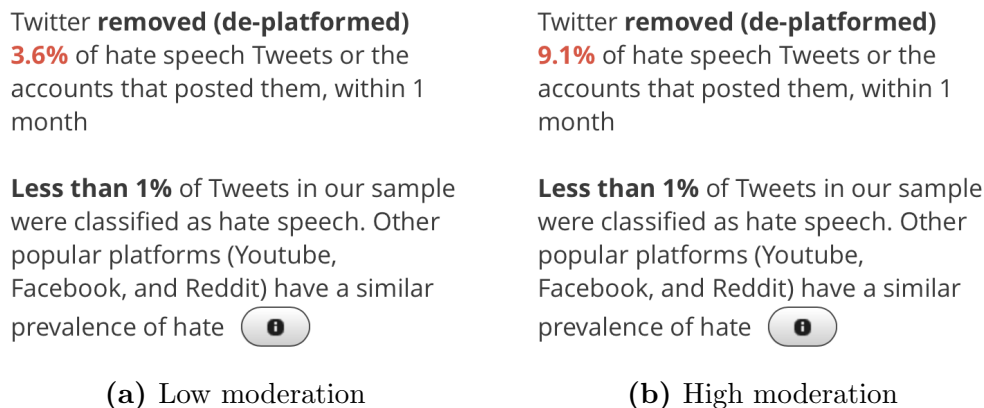 Twitter removed (de-platformed)
3.6% of hate speech Tweets or the
accounts that posted them, within 1
month
Less than 1% of Tweets in our sample
were classified as hate speech. Other
popular platforms (Youtube,
Facebook, and Reddit) have a similar
prevalence of hate
(a) Low moderation
Twitter removed (de-platformed)
9.1% of hate speech Tweets or the
accounts that posted them, within 1
month
Less than 1% of Tweets in our sample
were classified as hate speech. Other
popular platforms (Youtube,
Facebook, and Reddit) have a similar
prevalence of hate
(b) High moderation